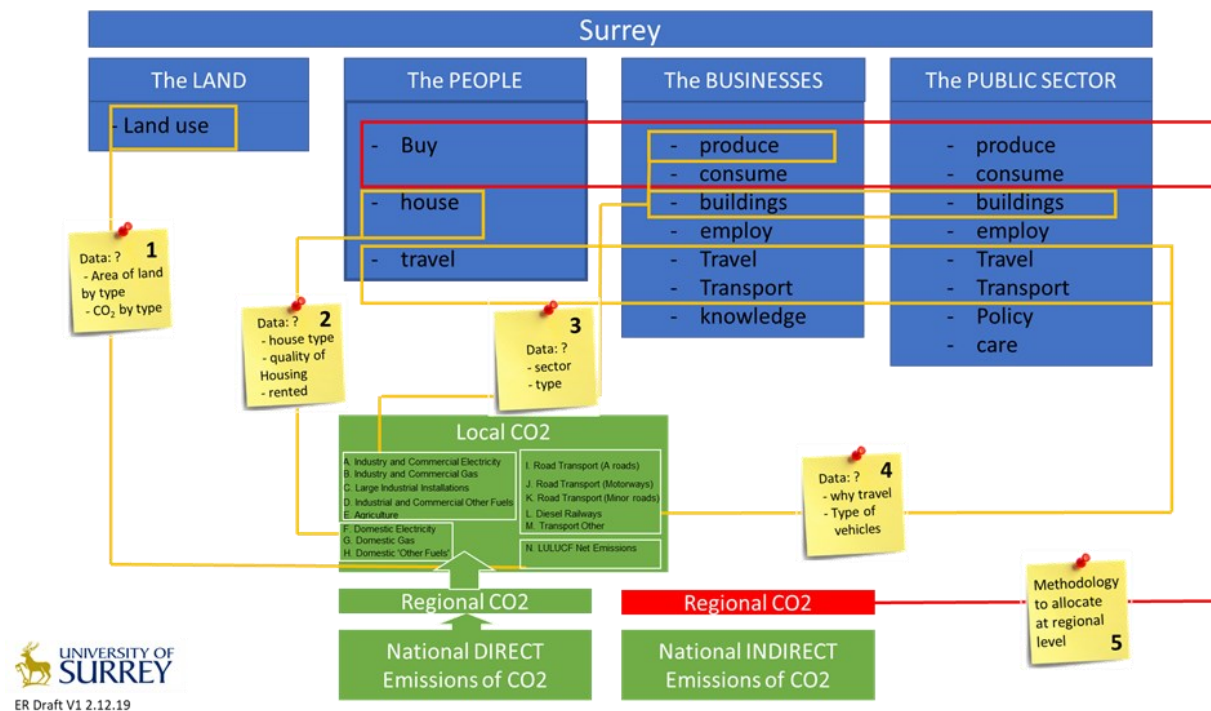 Surrey
The LAND
- Land use
The PEOPLE
- Buy
- house
- travel
The BUSINESSES
- produce
- consume
- buildings
- employ
- Travel
- Transport
- knowledge
The PUBLIC SECTOR
- produce
- consume
- buildings
- employ
- Travel
- Transport
- Policy
- care
1
Data: ?
- Area of land
by type
- CO₂ by type
2
Data: ?
- house type
- quality of
Housing
- rented
3
Data: ?
- sector
- type
Local CO2
A. Industry and Commercial Electricity
B. Industry and Commercial Gas
C. Large Industrial Installations
D. Industrial and Commercial Other Fuels
E. Agriculture
F. Domestic Electricity
G. Domestic Gas
H. Domestic 'Other Fuels'
I. Road Transport (A roads)
J. Road Transport (Motorways)
K. Road Transport (Minor roads)
L. Diesel Railways
M. Transport Other
N. LULUCF Net Emissions
4
Data: ?
- why travel
- Type of
vehicles
Regional CO2
National DIRECT
Emissions of CO2
Regional CO2
National INDIRECT
Emissions of CO2
Methodology
to allocate
at regional
level
5
UNIVERSITY OF
SURREY
ER Draft V1 2.12.19